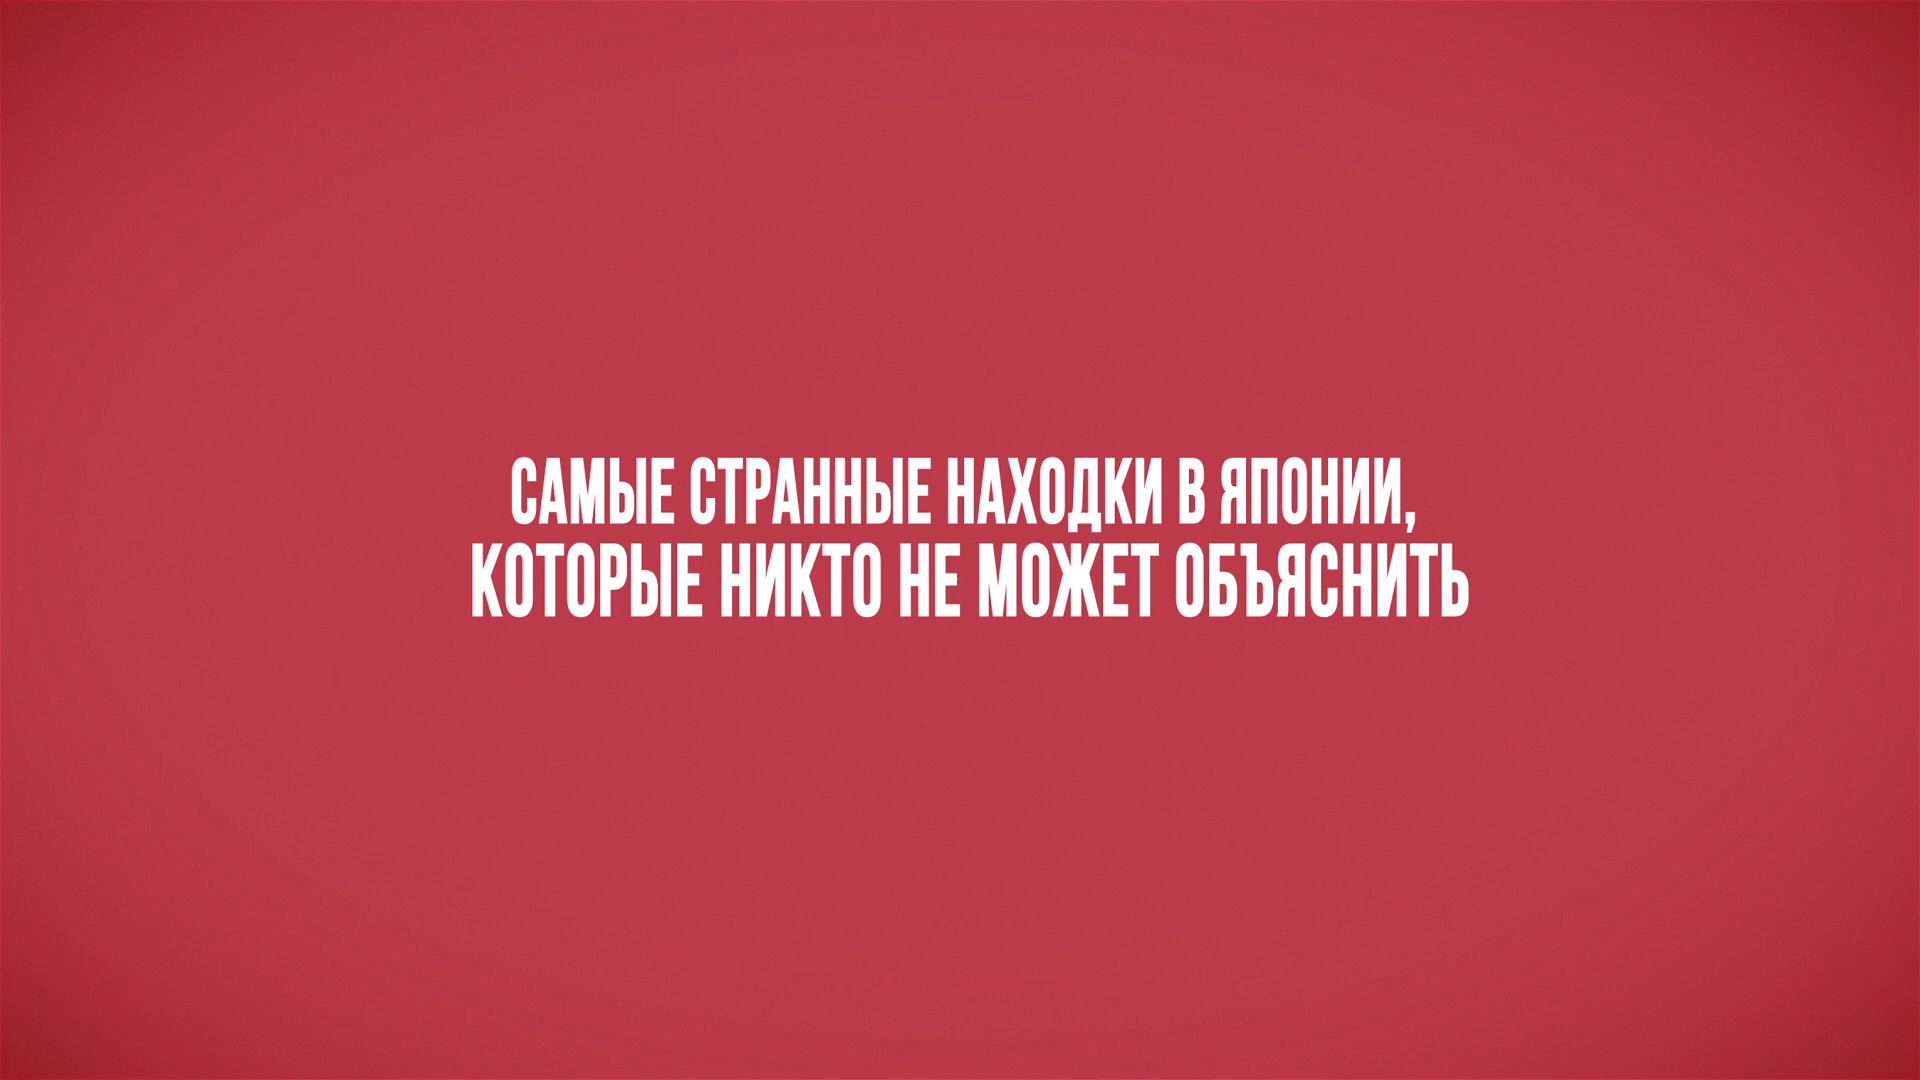 САМЫЕ СТРАННЫЕ НАХОДКИ В ЯПОНИИ,
КОТОРЫЕ НИКТО НЕ МОЖЕТ ОБЪЯСНИТЬ